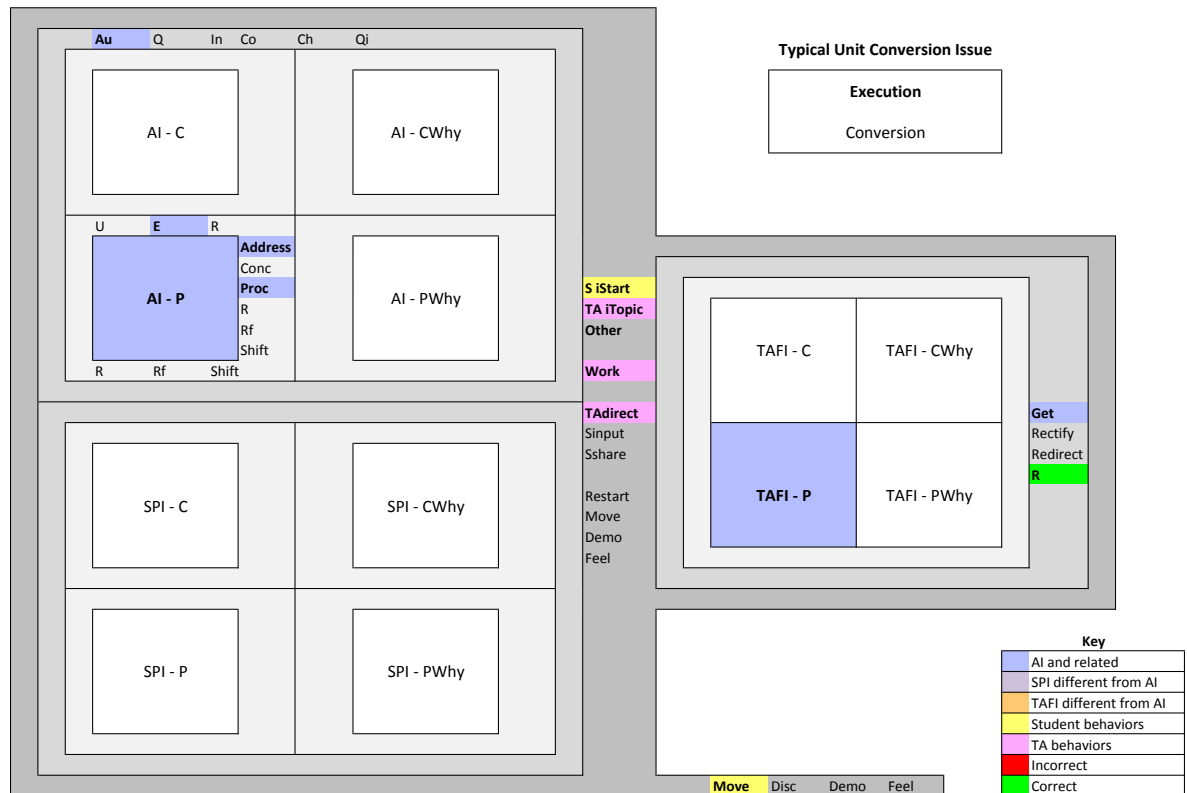 Au Q In Co Ch Qi
Typical Unit Conversion Issue
Execution
Conversion
AI - C
AI - CWhy
U E R
AI - P
Address
Conc
Proc
R
Rf
Shift
AI - PWhy
R Rf Shift
S iStart
TA iTopic
Other
Work
TAdirect
Sinput
Sshare
Restart
Move
Demo
Feel
TAFI - C
TAFI - CWhy
TAFI - P
TAFI - PWhy
Get
Rectify
Redirect
R
SPI - C
SPI - CWhy
SPI - P
SPI - PWhy
Move Disc Demo Feel
Key
AI and related
SPI different from AI
TAFI different from AI
Student behaviors
TA behaviors
Incorrect
Correct